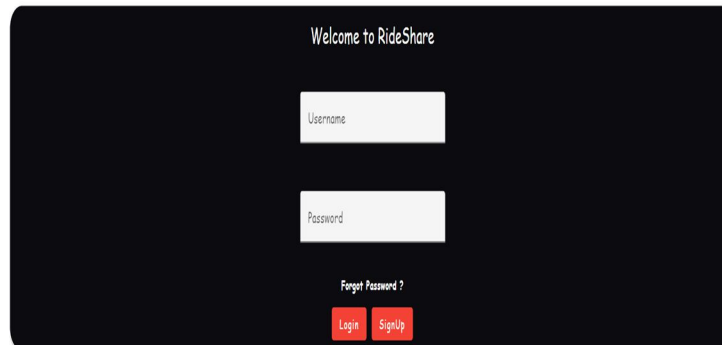 Welcome to RideShare
Username
Password
Forgot Password ?
Login SignUp